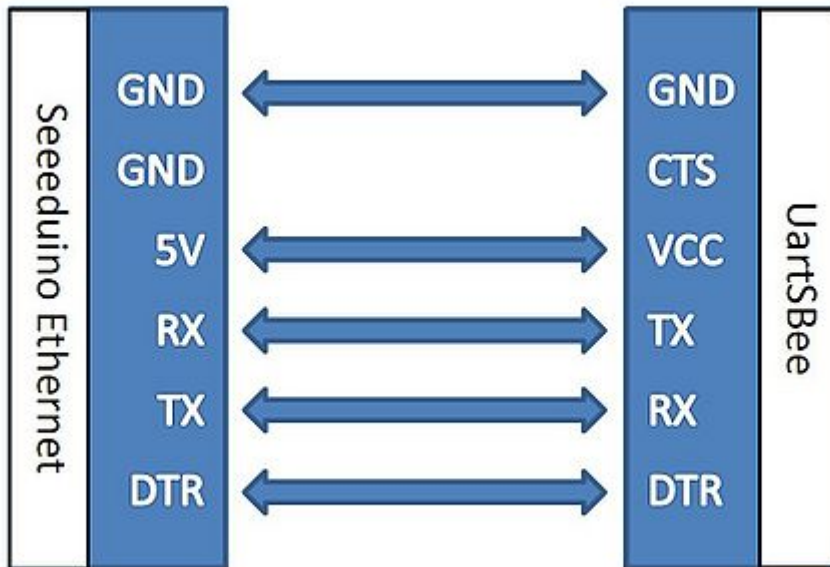 Seeeduino Ethernet
GND
GND
5V
RX
TX
DTR
GND
CTS
VCC
TX
RX
DTR
UartSBee